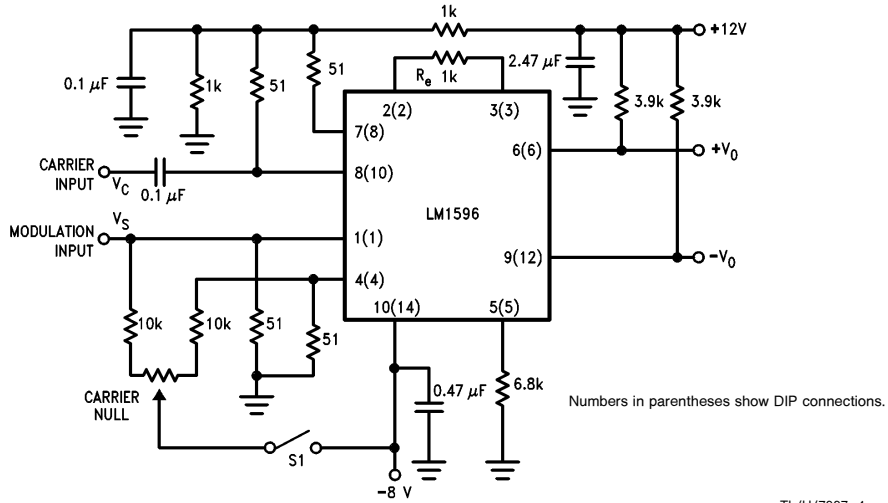 1k
+12V
0.1 μF
1k
51
51
Re 1k
2.47 μF
3.9k
3.9k
2(2)
3(3)
7(8)
6(6)
+V0
CARRIER
INPUT
VC
0.1 μF
8(10)
LM1596
VS
MODULATION
INPUT
1(1)
9(12)
-V0
4(4)
10(14)
5(5)
10k
10k
51
51
CARRIER
NULL
0.47 μF
6.8k
Numbers in parentheses show DIP connections.
S1
-8 V